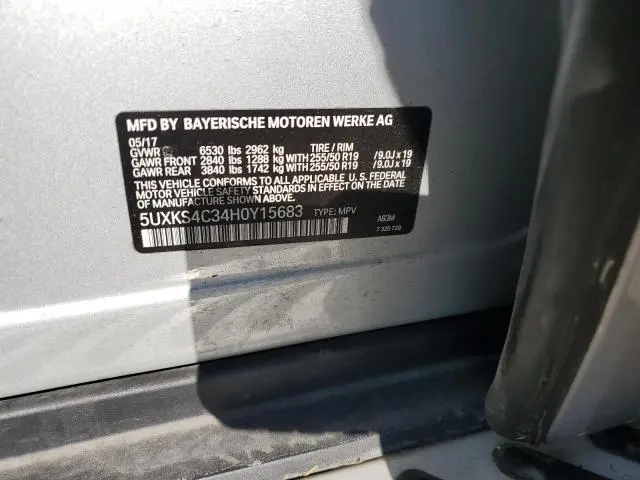 MFD BY BAYERISCHE MOTOREN WERKE AG
05/17
GVWR 6530 lbs 2962 kg TIRE / RIM
GAWR FRONT 2840 lbs 1288 kg WITH 255/50 R19 /9.0J x 19
GAWR REAR 3840 lbs 1742 kg WITH 255/50 R19 /9.0J x 19
THIS VEHICLE CONFORMS TO ALL APPLICABLE U. S. FEDERAL
MOTOR VEHICLE SAFETY STANDARDS IN EFFECT ON THE DATE
OF MANUFACTURE SHOWN ABOVE.
5UXKS4C34H0Y15683 TYPE: MPV A83M
7 320 720